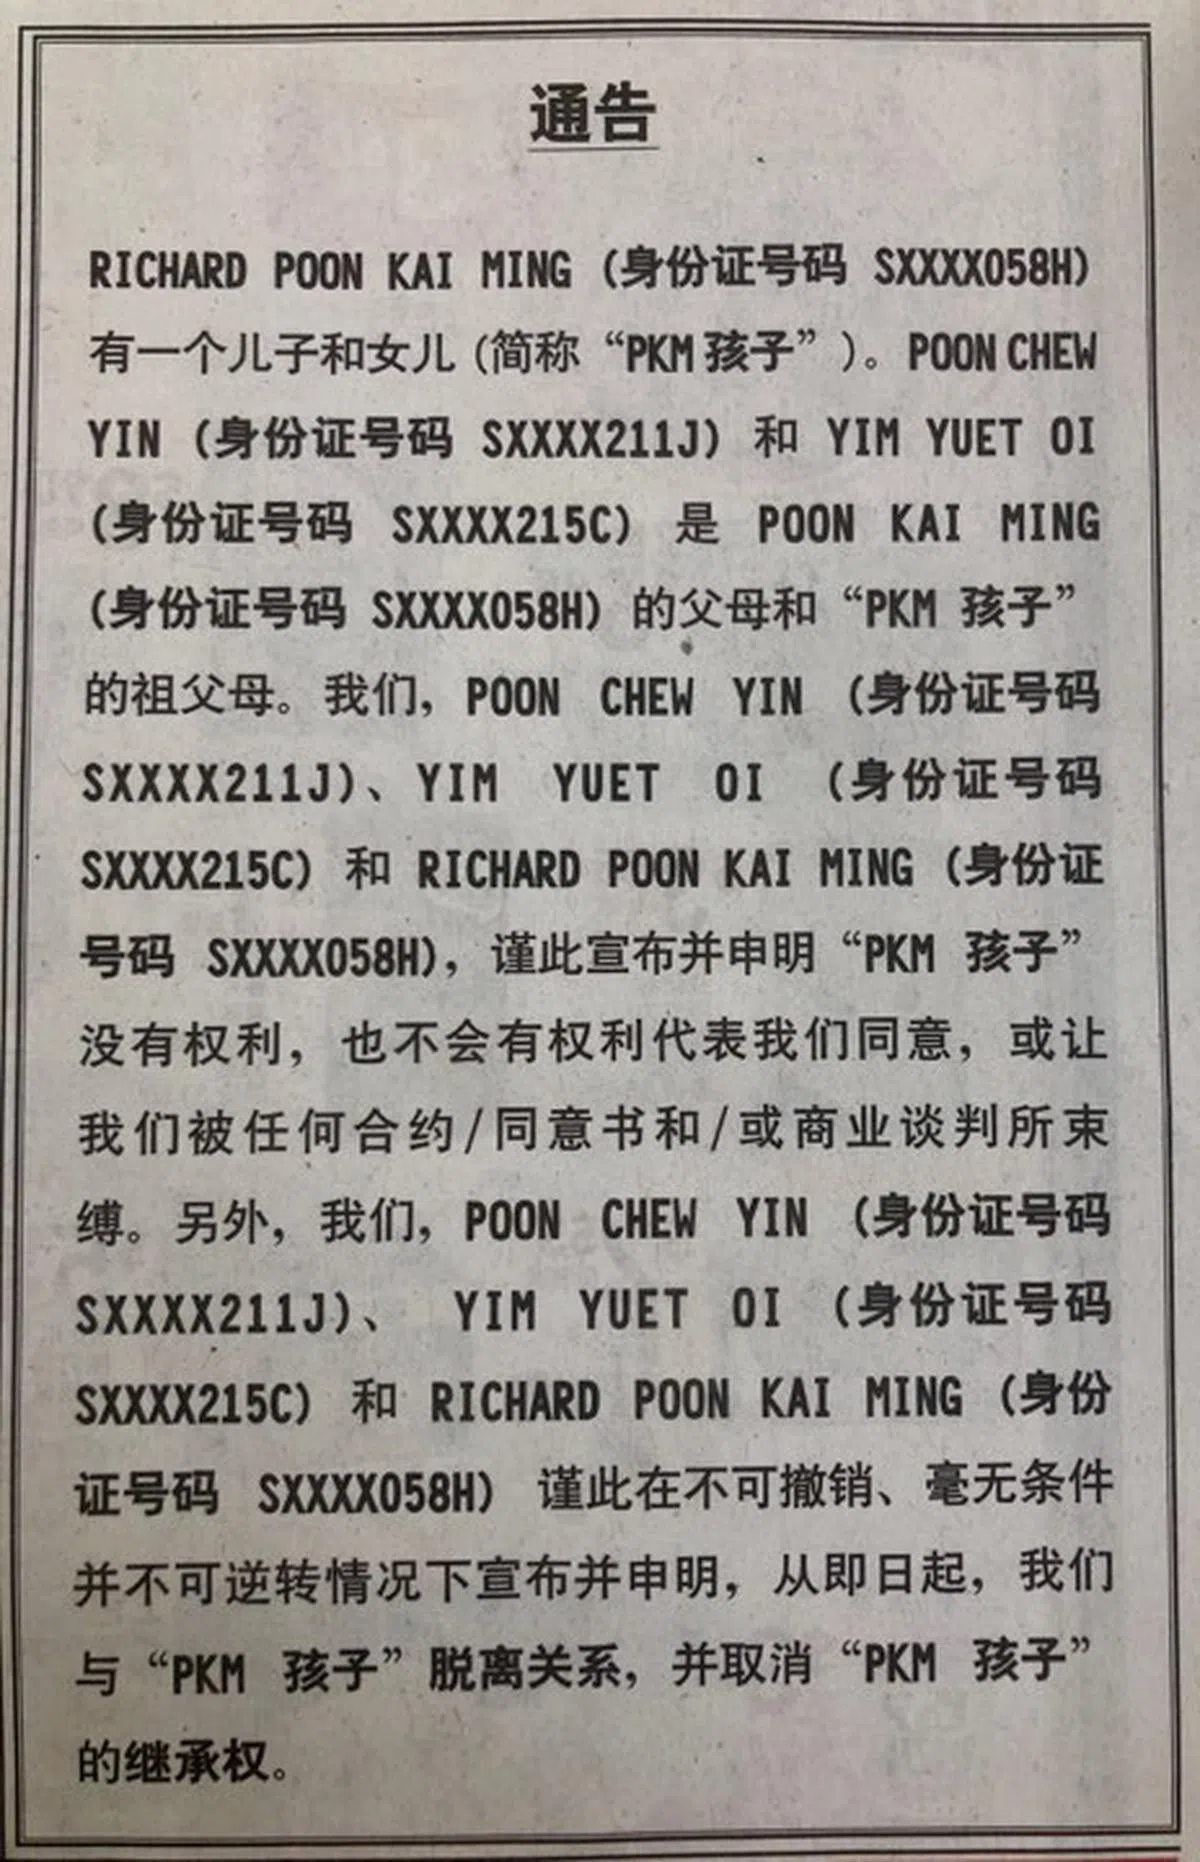 通告
RICHARD POON KAI MING (身份证号码 SXXXX058H)
有一个儿子和女儿 (简称 “PKM 孩子” )。POON CHEW
YIN (身份证号码 SXXXX211J) 和 YIM YUET OI
(身份证号码 SXXXX215C) 是 POON KAI MING
(身份证号码 SXXXX058H) 的父母和 “PKM 孩子”
的祖父母。我们, POON CHEW YIN (身份证号码
SXXXX211J)、YIM YUET OI (身份证号码
SXXXX215C) 和 RICHARD POON KAI MING (身份证
号码 SXXXX058H), 谨此宣布并申明 “PKM 孩子”
没有权利, 也不会有权利代表我们同意, 或让
我们被任何合约/同意书和/或商业谈判所束
缚。另外, 我们, POON CHEW YIN (身份证号码
SXXXX211J)、 YIM YUET OI (身份证号码
SXXXX215C) 和 RICHARD POON KAI MING (身份
证号码 SXXXX058H) 谨此在不可撤销、毫无条件
并不可逆转情况下宣布并申明, 从即日起, 我们
与 “PKM 孩子” 脱离关系, 并取消 “PKM 孩子”
的继承权。